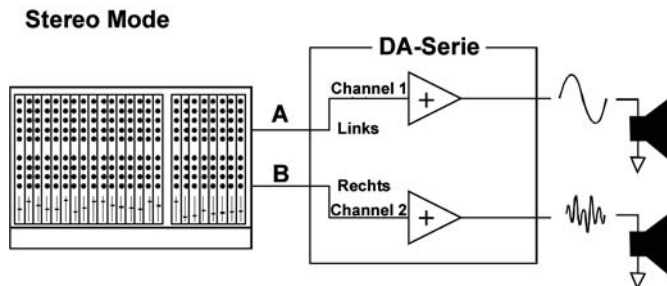 Stereo Mode
DA-Serie
Channel 1
A
Links
B
Rechts
Channel 2